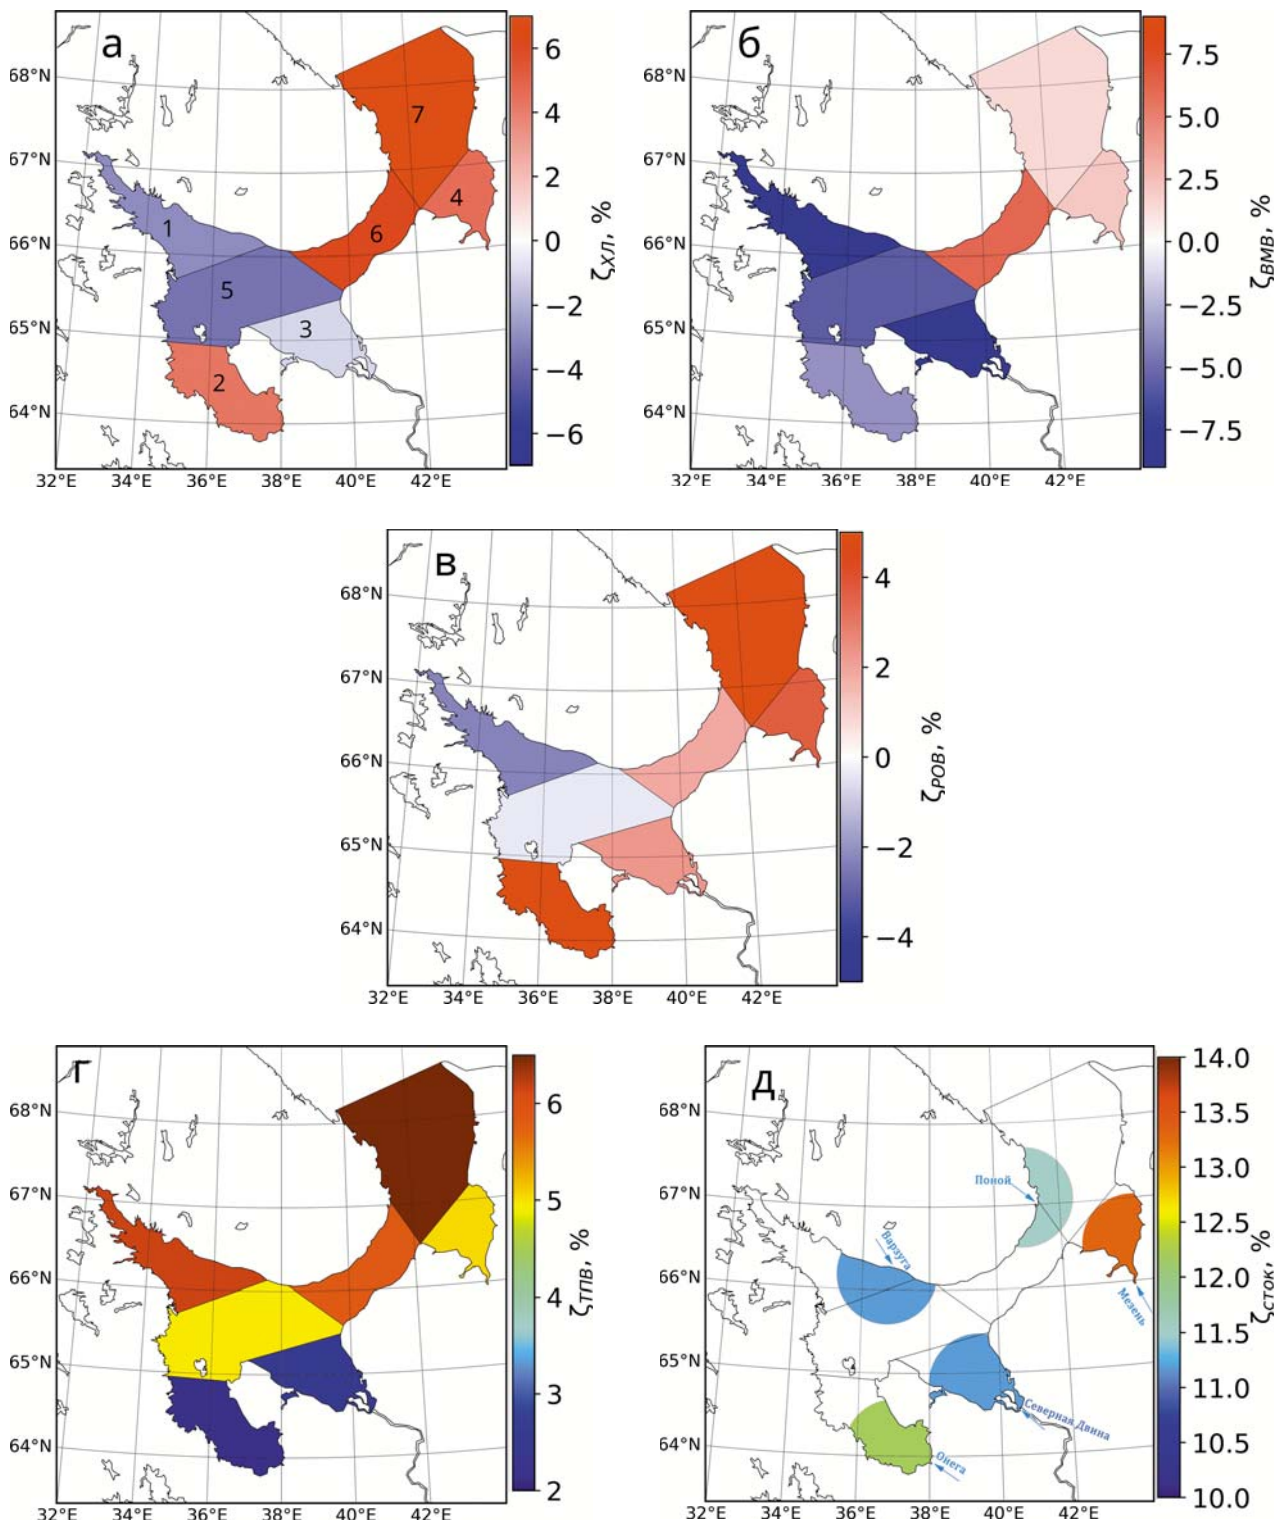 а
68°N
67°N
66°N
65°N
64°N
32°E 34°E 36°E 38°E 40°E 42°E
1
2
3
4
5
6
7
6
4
2
0
−2
−4
−6
ζХЛ, %
б
68°N
67°N
66°N
65°N
64°N
32°E 34°E 36°E 38°E 40°E 42°E
7.5
5.0
2.5
0.0
−2.5
−5.0
−7.5
ζВМВ, %
в
68°N
67°N
66°N
65°N
64°N
32°E 34°E 36°E 38°E 40°E 42°E
4
2
0
−2
−4
ζРОВ, %
г
68°N
67°N
66°N
65°N
64°N
32°E 34°E 36°E 38°E 40°E 42°E
6
5
4
3
2
ζТПВ, %
д
68°N
67°N
66°N
65°N
64°N
32°E 34°E 36°E 38°E 40°E 42°E
Поной
Варзуга
Мезень
Северная Двина
Онега
14.0
13.5
13.0
12.5
12.0
11.5
11.0
10.5
10.0
ζСТОК, %